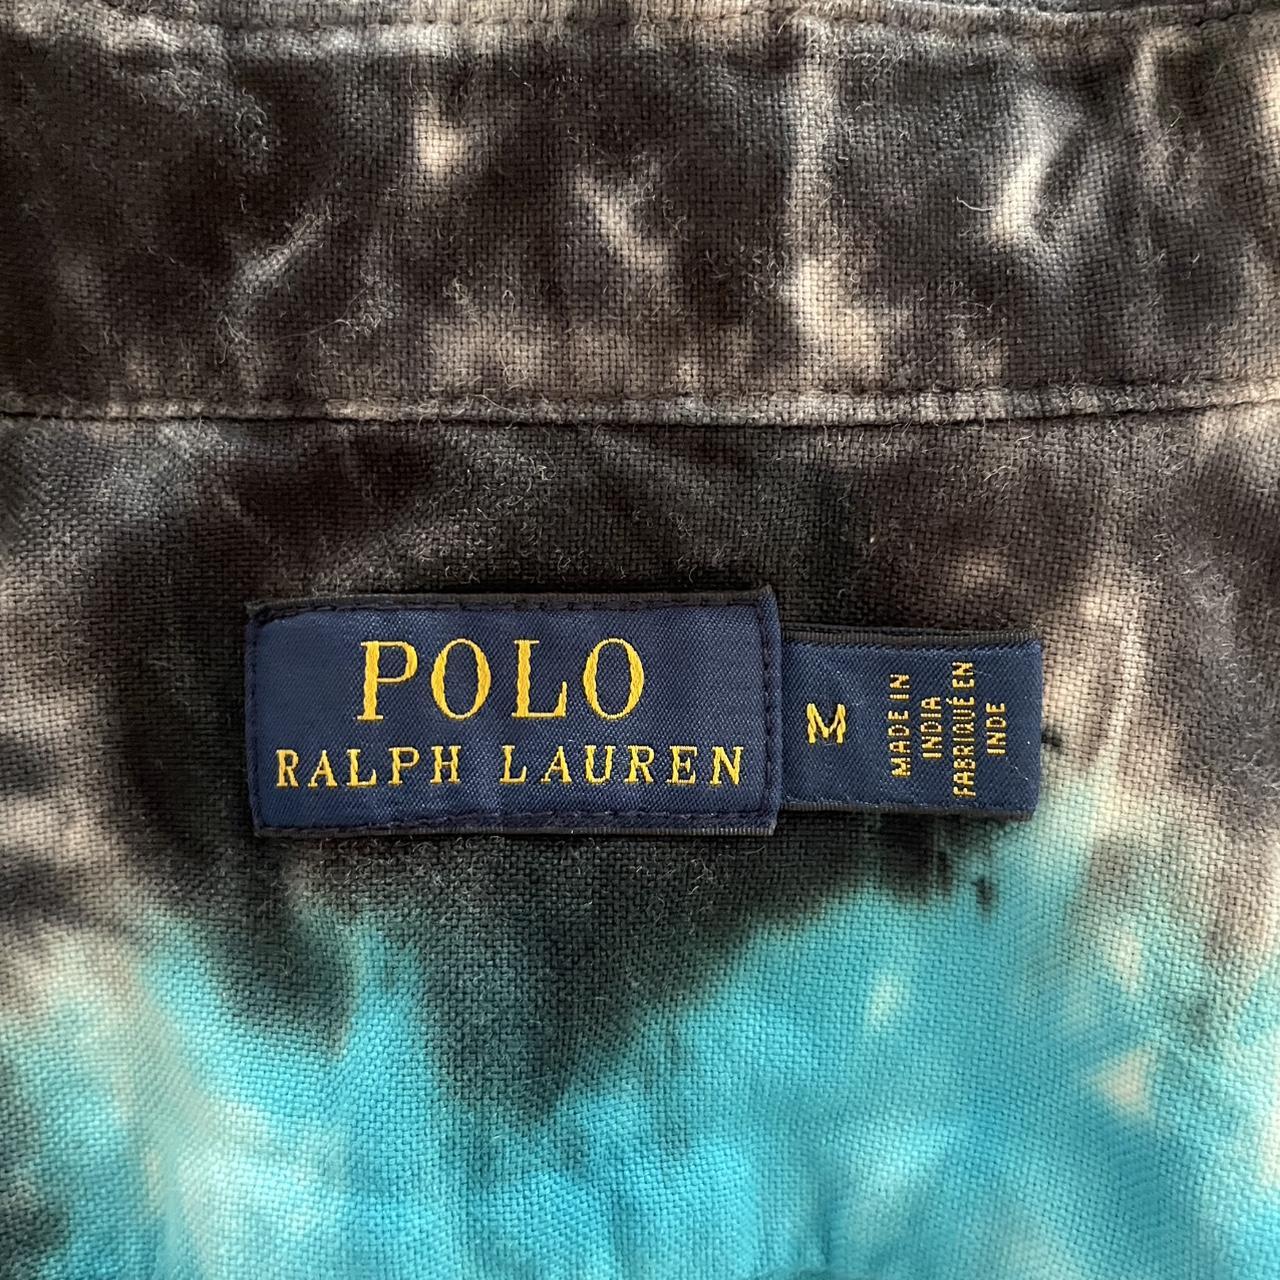 POLO
RALPH LAUREN
M
MADE IN
INDIA
FABRIQUÉ EN
INDE